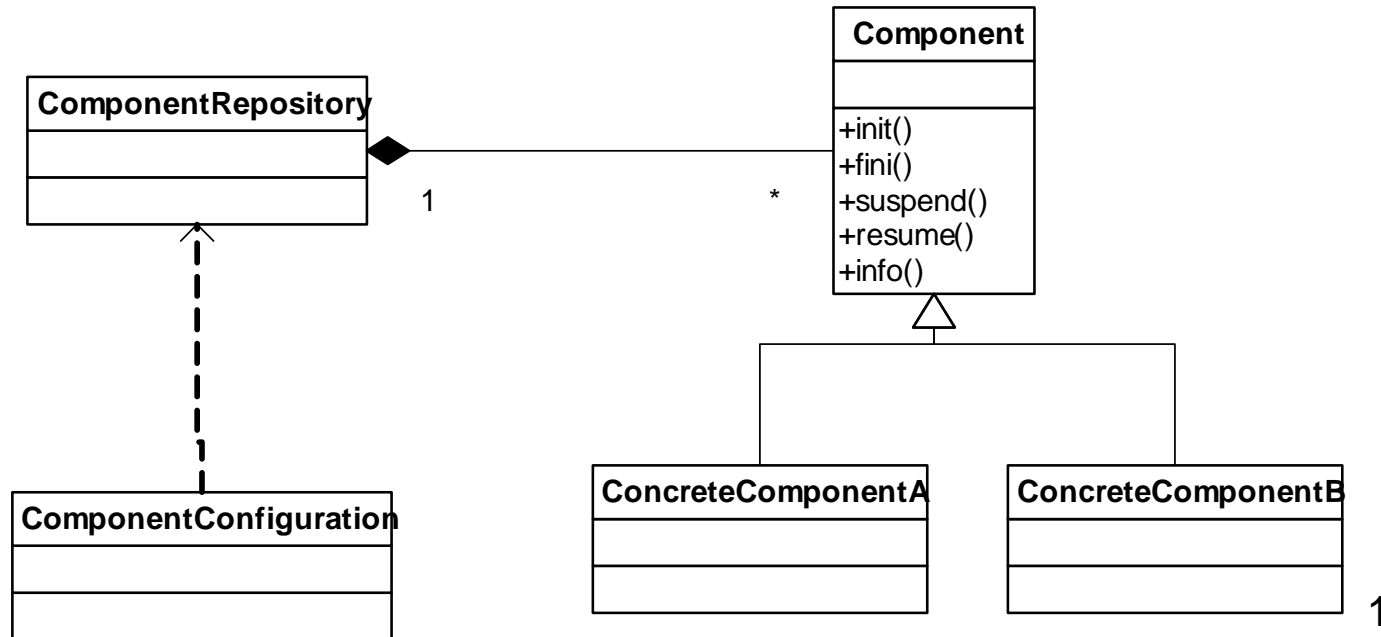 Component
ComponentRepository
+init()
+fini()
+suspend()
+resume()
+info()
1
*
ComponentConfiguration
ConcreteComponentA
ConcreteComponentB
1